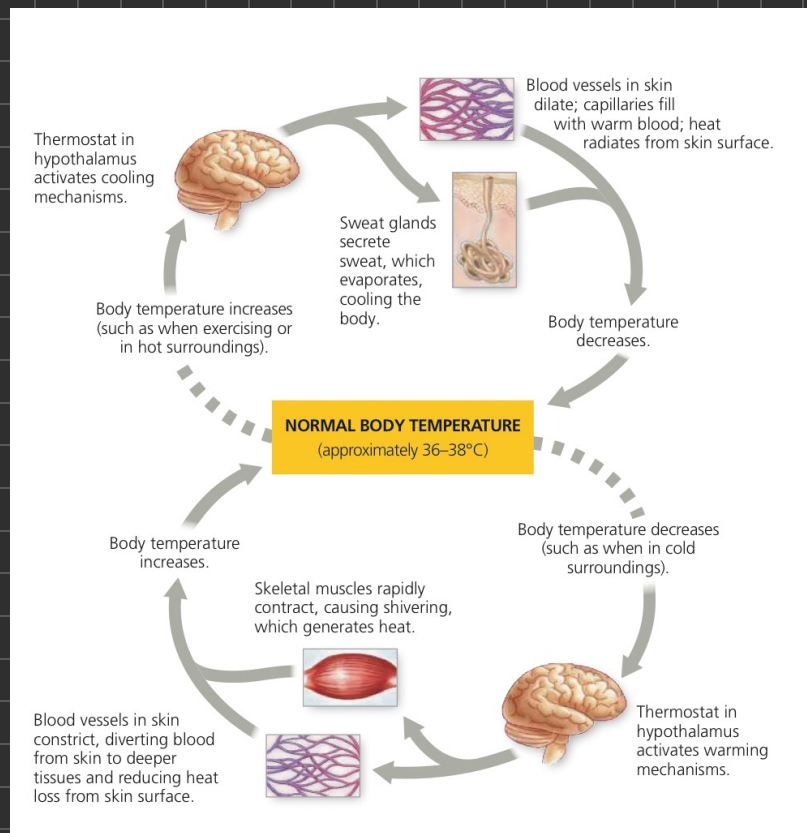 Thermostat in
hypothalamus
activates cooling
mechanisms.
Blood vessels in skin
dilate; capillaries fill
with warm blood; heat
radiates from skin surface.
Sweat glands
secrete
sweat, which
evaporates,
cooling the
body.
Body temperature increases
(such as when exercising or
in hot surroundings).
Body temperature
decreases.
NORMAL BODY TEMPERATURE
(approximately 36–38°C)
Body temperature decreases
(such as when in cold
surroundings).
Body temperature
increases.
Skeletal muscles rapidly
contract, causing shivering,
which generates heat.
Thermostat in
hypothalamus
activates warming
mechanisms.
Blood vessels in skin
constrict, diverting blood
from skin to deeper
tissues and reducing heat
loss from skin surface.